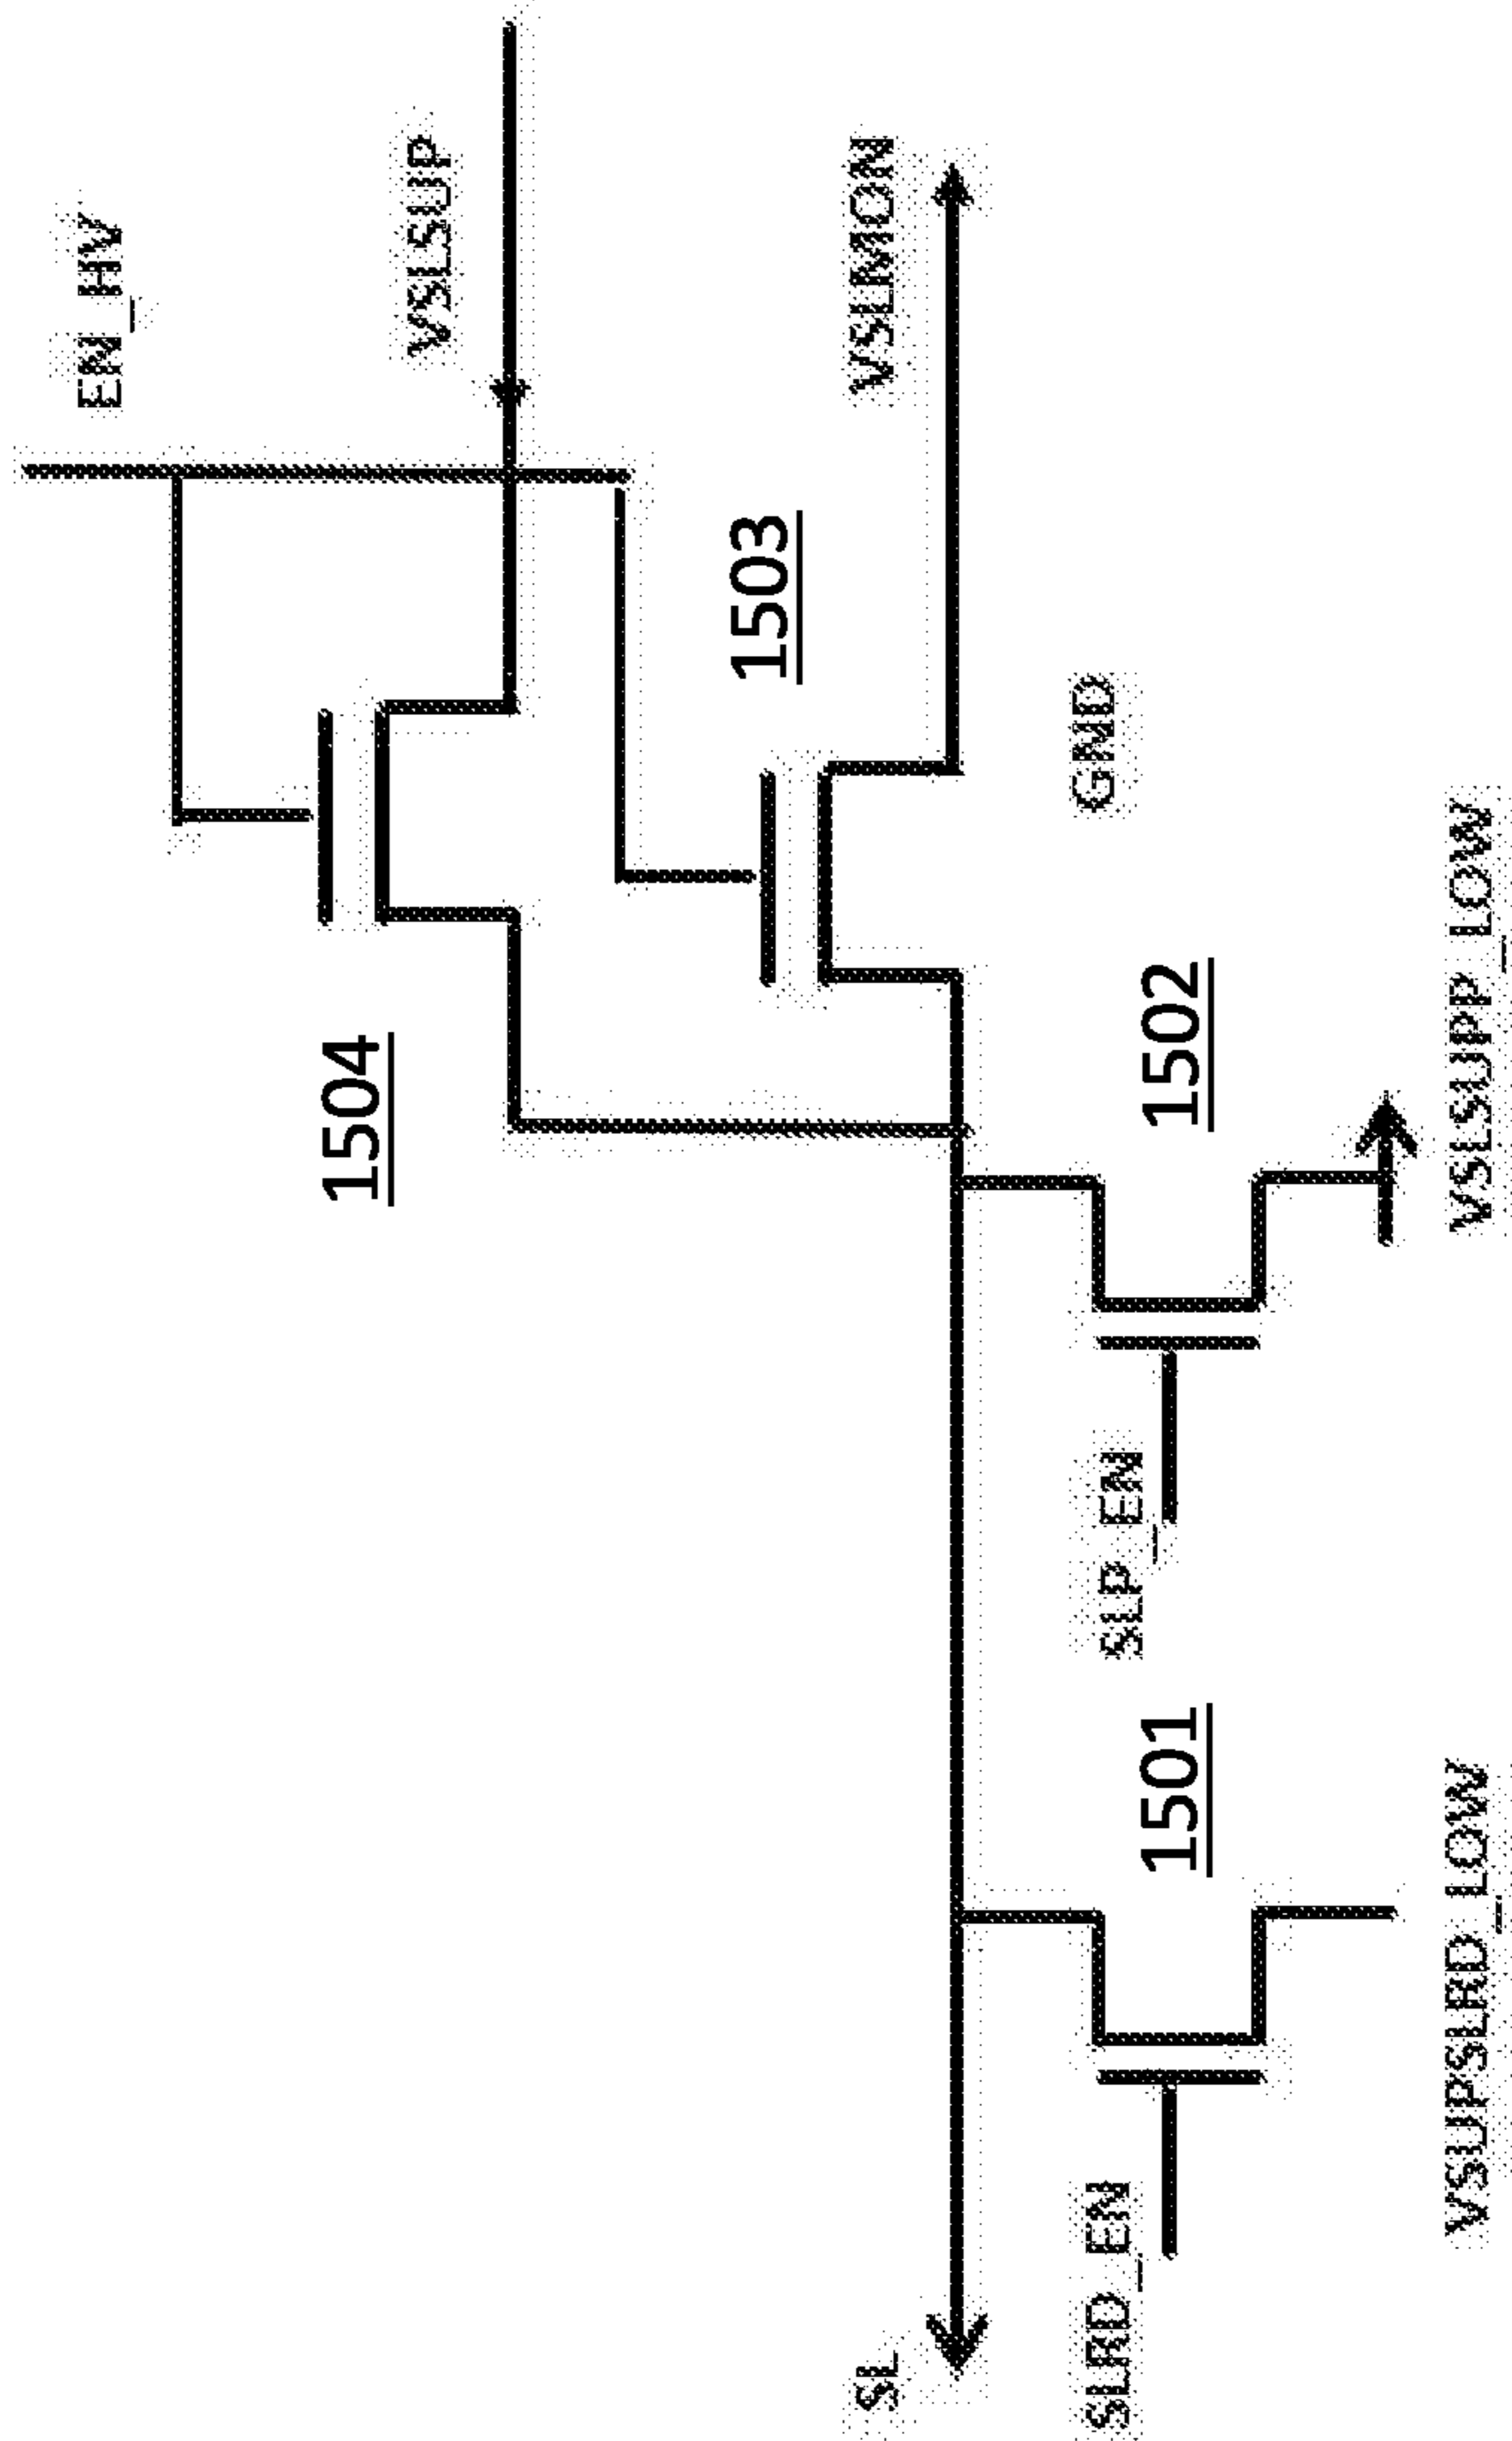 EN_HV
VSLSUP
1504
1503
VSLMON
SL
GND
SLRD_EN
1501
SLP_EN
1502
VSUPSLRD_LOW
VSLSUPP_LOW